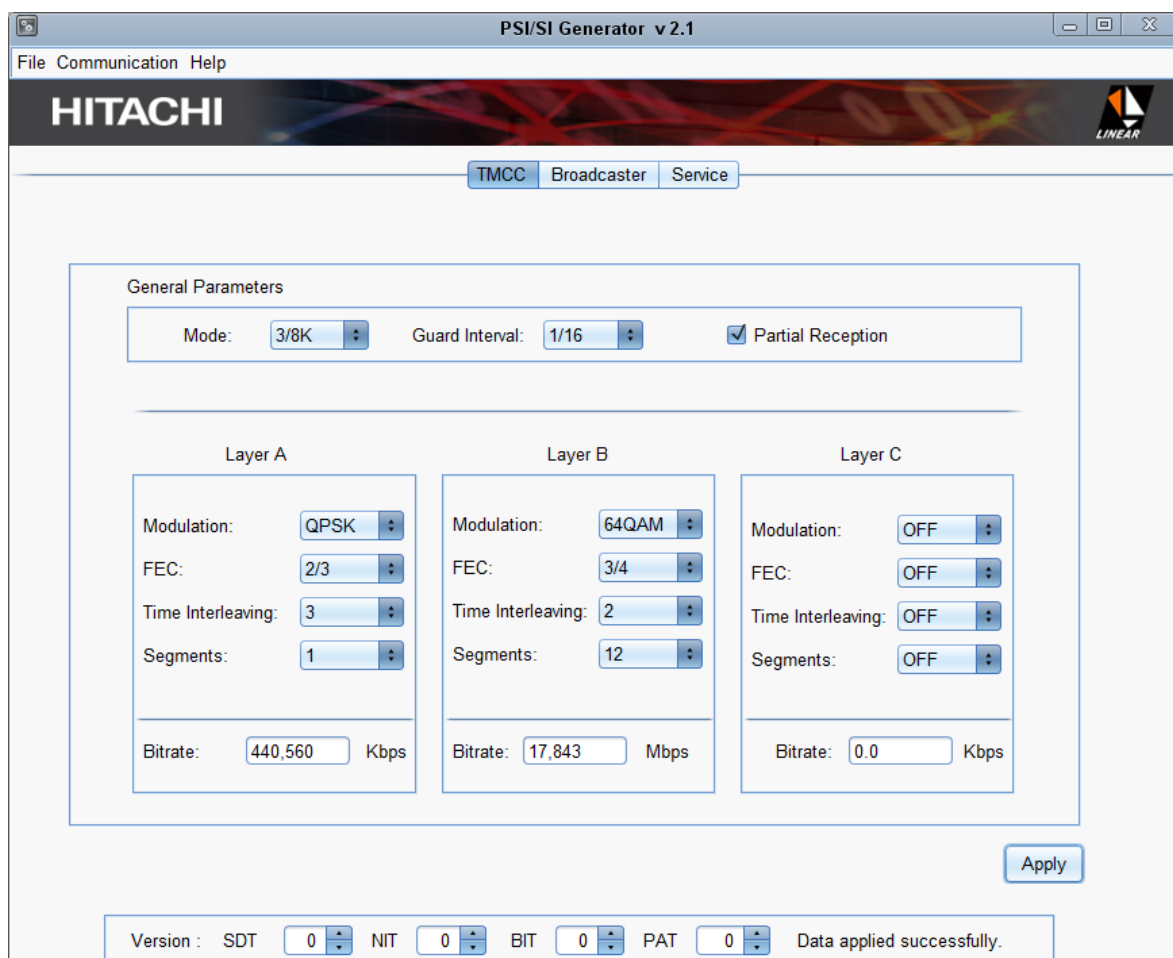 PSI/SI Generator v 2.1
File Communication Help
HITACHI
LINEAR
TMCC Broadcaster Service
General Parameters
Mode: 3/8K Guard Interval: 1/16 Partial Reception
Layer A Layer B Layer C
Modulation: QPSK Modulation: 64QAM Modulation: OFF
FEC: 2/3 FEC: 3/4 FEC: OFF
Time Interleaving: 3 Time Interleaving: 2 Time Interleaving: OFF
Segments: 1 Segments: 12 Segments: OFF
Bitrate: 440,560 Kbps Bitrate: 17,843 Mbps Bitrate: 0.0 Kbps
Apply
Version : SDT 0 NIT 0 BIT 0 PAT 0 Data applied successfully.